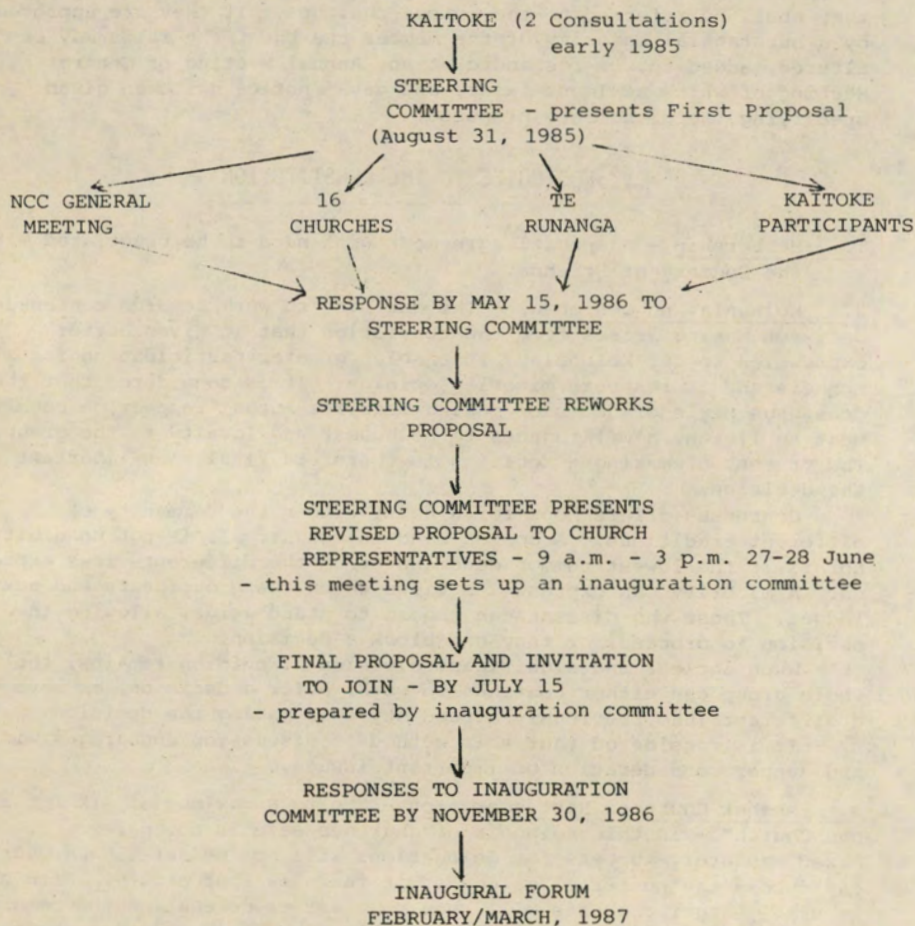 KAITOKE (2 Consultations)
early 1985
STEERING
COMMITTEE - presents First Proposal
(August 31, 1985)
NCC GENERAL MEETING
16 CHURCHES
TE RUNANGA
KAITOKE PARTICIPANTS
RESPONSE BY MAY 15, 1986 TO
STEERING COMMITTEE
STEERING COMMITTEE REWORKS
PROPOSAL
STEERING COMMITTEE PRESENTS
REVISED PROPOSAL TO CHURCH
REPRESENTATIVES - 9 a.m. - 3 p.m. 27-28 June
- this meeting sets up an inauguration committee
FINAL PROPOSAL AND INVITATION
TO JOIN - BY JULY 15
- prepared by inauguration committee
RESPONSES TO INAUGURATION
COMMITTEE BY NOVEMBER 30, 1986
INAUGURAL FORUM
FEBRUARY/MARCH, 1987